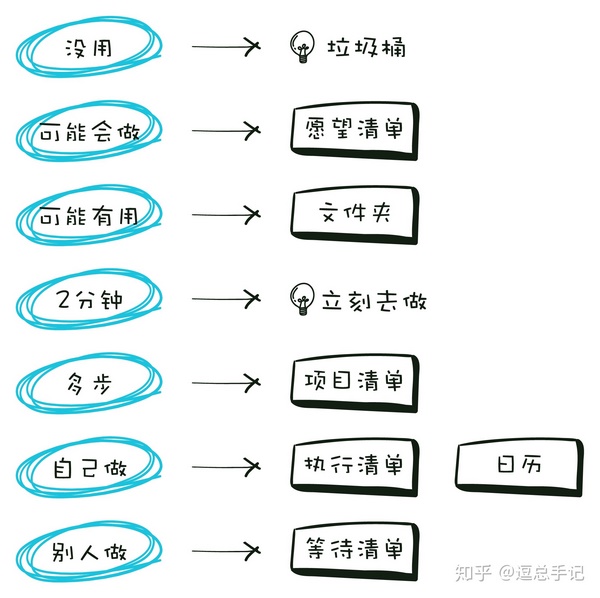 没用 垃圾桶
可能会做 愿望清单
可能有用 文件夹
2分钟 立刻去做
多步 项目清单
自己做 执行清单 日历
别人做 等待清单
知乎 @逗总手记